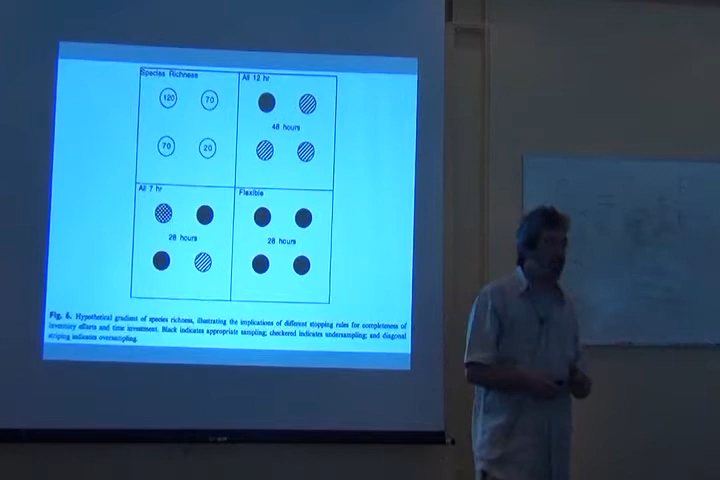 Species Richness
120
70
70
20
All 12 hr
48 hours
All 7 hr
28 hours
Flexible
28 hours
Fig. 6. Hypothetical gradient of species richness, illustrating the implications of different stopping rules for completeness of
inventory efforts and time investment. Black indicates appropriate sampling; checkered indicates undersampling; and diagonal
striping indicates oversampling.